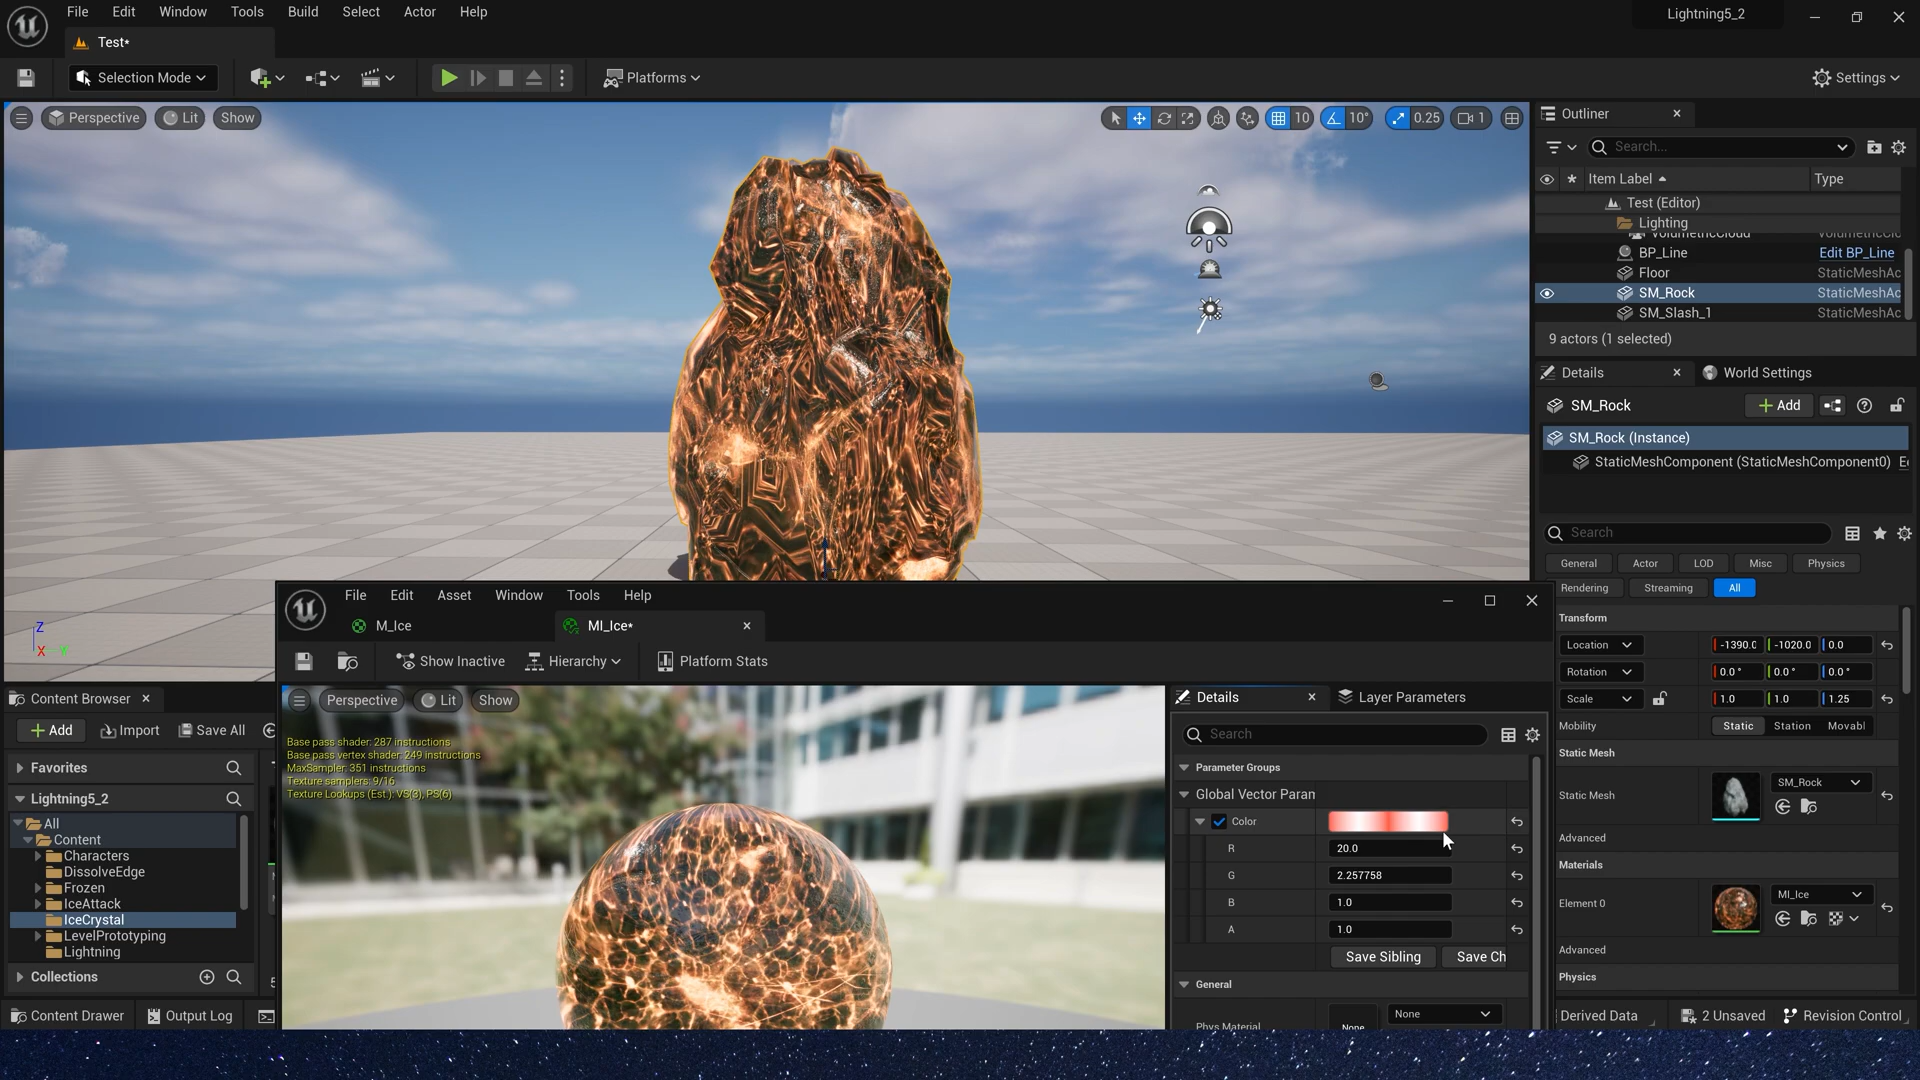 File Edit Window Tools Build Select Actor Help
Lightning5_2
Test*
Selection Mode
Platforms
Settings
Perspective Lit Show
10 10° 0.25 1
Outliner
Search...
Item Label Type
Test (Editor)
Lighting
VolumetricCloud VolumetricClo
BP_Line Edit BP_Line
Floor StaticMeshAc
SM_Rock StaticMeshAc
SM_Slash_1 StaticMeshAc
9 actors (1 selected)
Details World Settings
SM_Rock Add
SM_Rock (Instance)
StaticMeshComponent (StaticMeshComponent0)
Search
General Actor LOD Misc Physics
Rendering Streaming All
Transform
Location -1390.0 -1020.0 0.0
Rotation 0.0 ° 0.0 ° 0.0 °
Scale 1.0 1.0 1.25
Mobility Static Station Movabl
Static Mesh
Static Mesh SM_Rock
Advanced
Materials
Element 0 MI_Ice
Advanced
Physics
Z
X
Content Browser
Add Import Save All
Favorites
Lightning5_2
All
Content
Characters
DissolveEdge
Frozen
IceAttack
IceCrystal
LevelPrototyping
Lightning
Collections
Content Drawer Output Log
Derived Data 2 Unsaved Revision Control
File Edit Asset Window Tools Help
M_Ice MI_Ice*
Show Inactive Hierarchy Platform Stats
Perspective Lit Show
Base pass shader: 287 instructions
Base pass vertex shader: 249 instructions
MaxSampler: 351 instructions
Texture samplers: 9/16
Texture Lookups (Est.): VS(3), PS(6)
Details Layer Parameters
Search
Parameter Groups
Global Vector Param
Color
R 20.0
G 2.257758
B 1.0
A 1.0
Save Sibling Save Ch
General
Phys Material None None